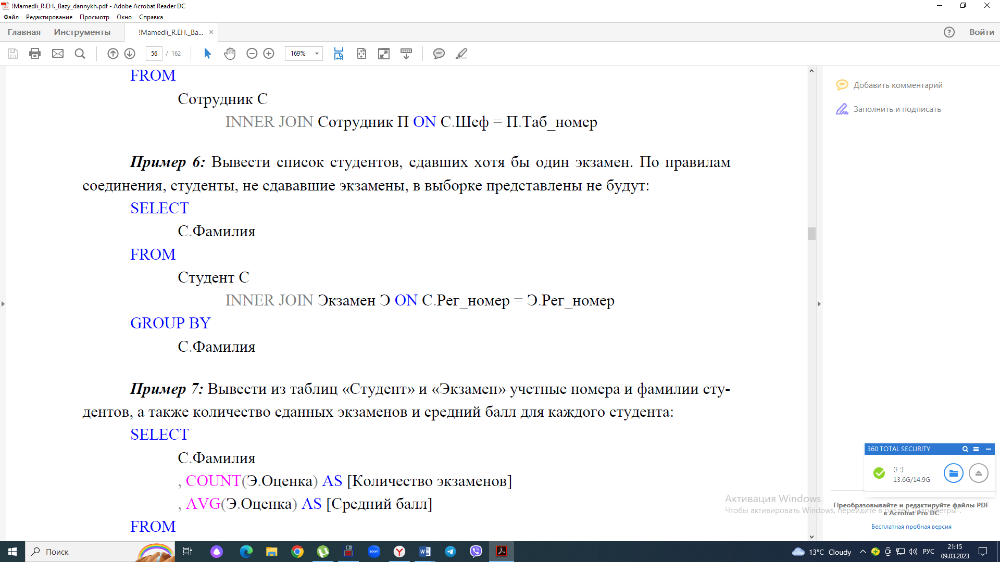 !Mamedli_R.EH._Bazy_dannykh.pdf - Adobe Acrobat Reader DC
Файл Редактирование Просмотр Окно Справка
Главная Инструменты !Mamedli_R.EH._Ba... × Войти
56 / 162 169%
FROM
Сотрудник С
INNER JOIN Сотрудник П ON С.Шеф = П.Таб_номер
Пример 6: Вывести список студентов, сдавших хотя бы один экзамен. По правилам
соединения, студенты, не сдававшие экзамены, в выборке представлены не будут:
SELECT
С.Фамилия
FROM
Студент С
INNER JOIN Экзамен Э ON С.Рег_номер = Э.Рег_номер
GROUP BY
С.Фамилия
Пример 7: Вывести из таблиц «Студент» и «Экзамен» учетные номера и фамилии сту-
дентов, а также количество сданных экзаменов и средний балл для каждого студента:
SELECT
С.Фамилия
, COUNT(Э.Оценка) AS [Количество экзаменов]
, AVG(Э.Оценка) AS [Средний балл]
FROM
Добавить комментарий
Заполнить и подписать
360 TOTAL SECURITY
(F :)
13.6G/14.9G
Активация Windows
Чтобы активировать Windows, перейдите в раздел "Параметры".
Преобразовывайте и редактируйте файлы PDF
в Acrobat Pro DC
Бесплатная пробная версия
Поиск
zoom
13°C Cloudy
РУС
21:15
09.03.2023